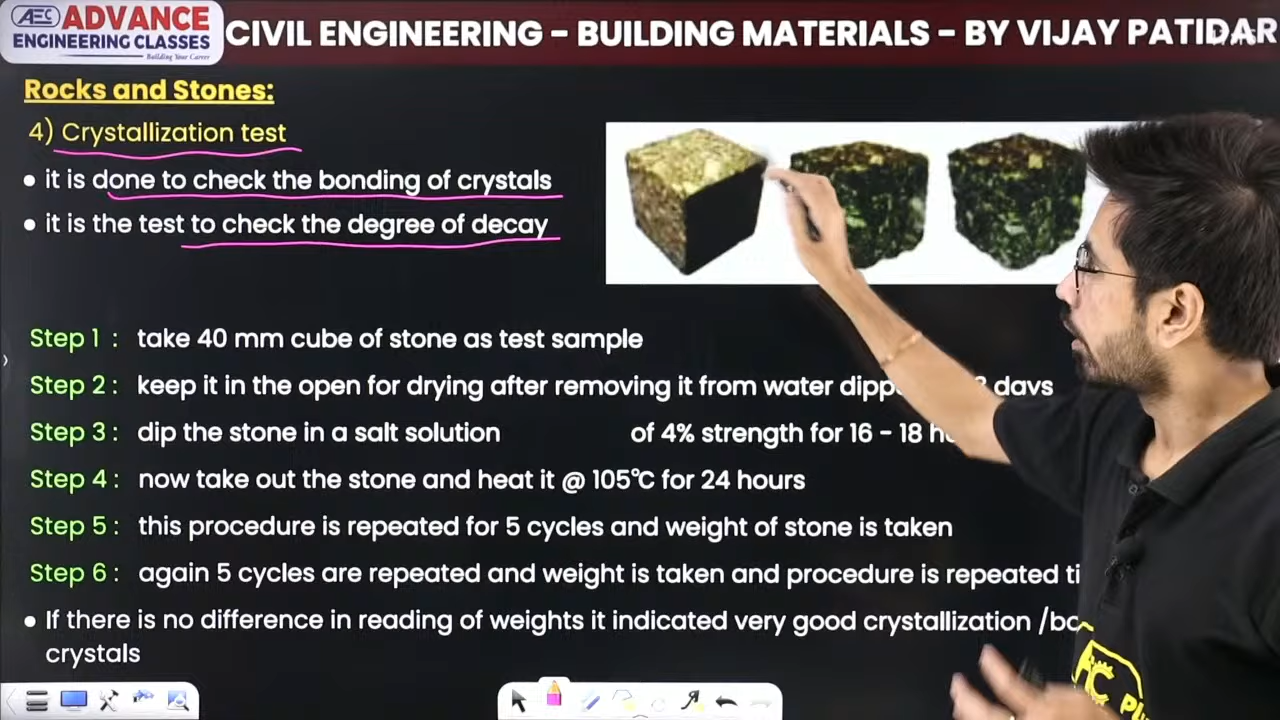 AEC ADVANCE
ENGINEERING CLASSES
Building Your Career
CIVIL ENGINEERING - BUILDING MATERIALS - BY VIJAY PATIDAR
Rocks and Stones:
4) Crystallization test
• it is done to check the bonding of crystals
• it is the test to check the degree of decay
Step 1 : take 40 mm cube of stone as test sample
Step 2 : keep it in the open for drying after removing it from water days
Step 3 : dip the stone in a salt solution of 4% strength for 16 - 18
Step 4 : now take out the stone and heat it @ 105°C for 24 hours
Step 5 : this procedure is repeated for 5 cycles and weight of stone is taken
Step 6 : again 5 cycles are repeated and weight is taken and procedure is repeated
• If there is no difference in reading of weights it indicated very good crystallization /
crystals